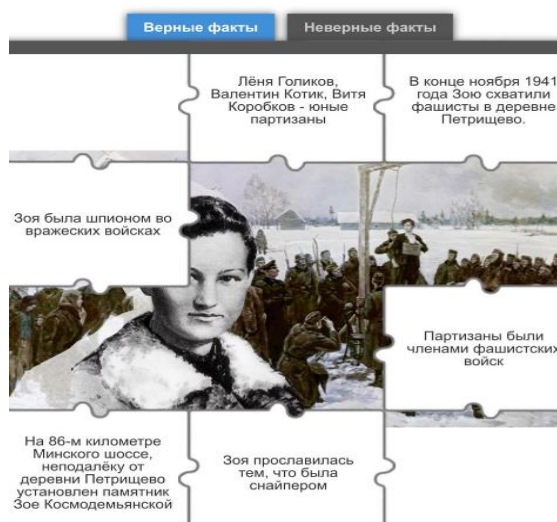 Верные факты
Неверные факты
Лёня Голиков,
Валентин Котик, Витя
Коробков - юные
партизаны
В конце ноября 1941
года Зою схватили
фашисты в деревне
Петрищево.
Зоя была шпионом во
вражеских войсках
Партизаны были
членами фашистских
войск
На 86-м километре
Минского шоссе,
неподалёку от
деревни Петрищево
установлен памятник
Зое Космодемьянской
Зоя прославилась
тем, что была
снайпером